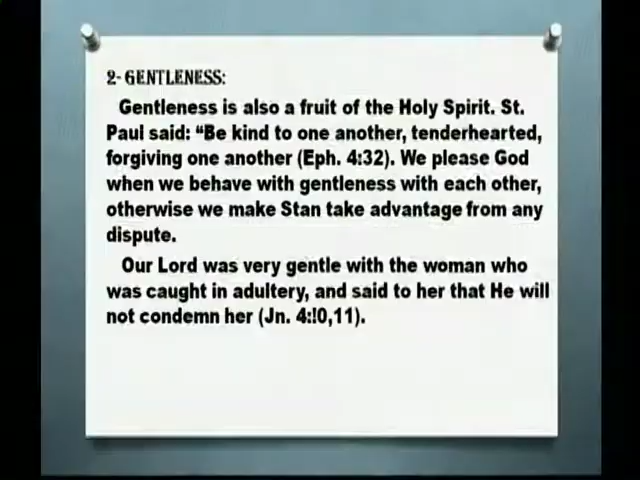 2- GENTLENESS:
Gentleness is also a fruit of the Holy Spirit. St.
Paul said: “Be kind to one another, tenderhearted,
forgiving one another (Eph. 4:32). We please God
when we behave with gentleness with each other,
otherwise we make Stan take advantage from any
dispute.
Our Lord was very gentle with the woman who
was caught in adultery, and said to her that He will
not condemn her (Jn. 4:!0,11).